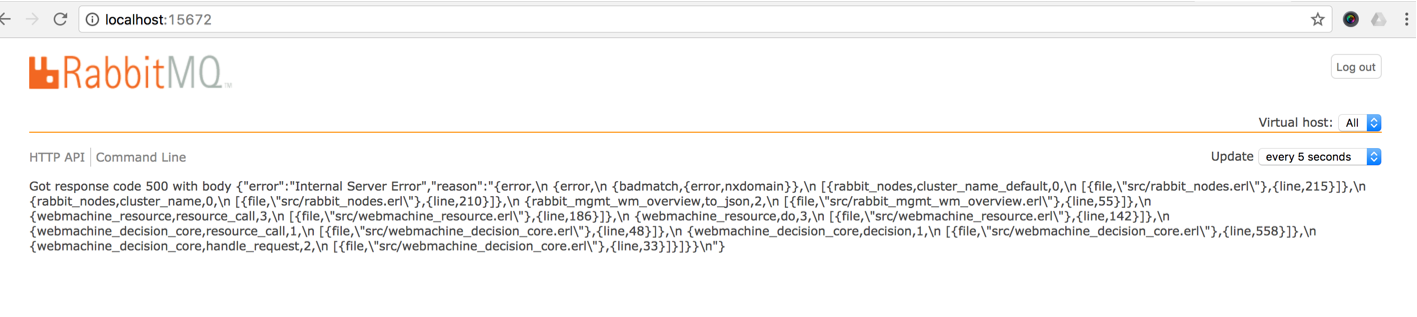 localhost:15672
RabbitMQ™
Log out
Virtual host: All
HTTP API Command Line
Update every 5 seconds
Got response code 500 with body {"error":"Internal Server Error","reason":"{error,\n {error,\n {badmatch,{error,nxdomain}},\n [{rabbit_nodes,cluster_name_default,0,\n [{file,\"src/rabbit_nodes.erl\"},{line,215}]},\n
{rabbit_nodes,cluster_name,0,\n [{file,\"src/rabbit_nodes.erl\"},{line,210}]},\n {rabbit_mgmt_wm_overview,to_json,2,\n [{file,\"src/rabbit_mgmt_wm_overview.erl\"},{line,55}]},\n
{webmachine_resource,resource_call,3,\n [{file,\"src/webmachine_resource.erl\"},{line,186}]},\n {webmachine_resource,do,3,\n [{file,\"src/webmachine_resource.erl\"},{line,142}]},\n
{webmachine_decision_core,resource_call,1,\n [{file,\"src/webmachine_decision_core.erl\"},{line,48}]},\n {webmachine_decision_core,decision,1,\n [{file,\"src/webmachine_decision_core.erl\"},{line,558}]},\n
{webmachine_decision_core,handle_request,2,\n [{file,\"src/webmachine_decision_core.erl\"},{line,33}]}]}}\n"}